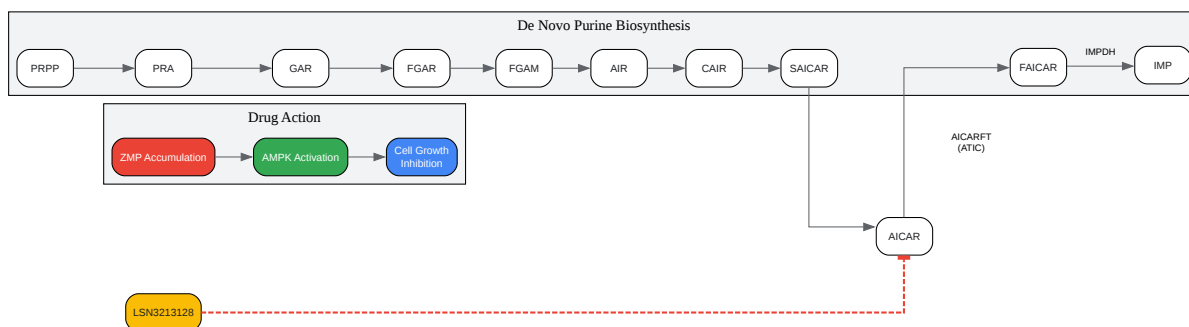 De Novo Purine Biosynthesis
PRPP
PRA
GAR
FGAR
FGAM
AIR
CAIR
SAICAR
FAICAR
IMPDH
IMP
Drug Action
ZMP Accumulation
AMPK Activation
Cell Growth
Inhibition
AICARFT
(ATIC)
AICAR
LSN3213128